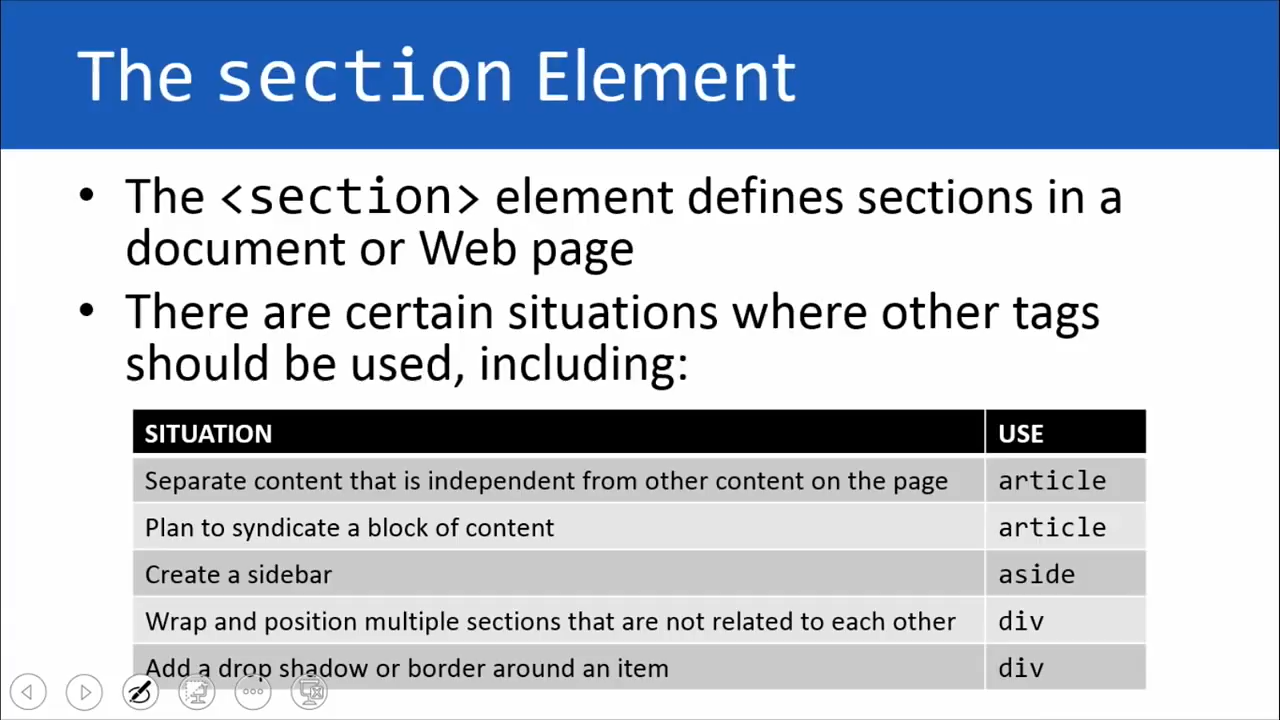 The section Element
• The <section> element defines sections in a
document or Web page
• There are certain situations where other tags
should be used, including:
SITUATION USE
Separate content that is independent from other content on the page article
Plan to syndicate a block of content article
Create a sidebar aside
Wrap and position multiple sections that are not related to each other div
Add a drop shadow or border around an item div